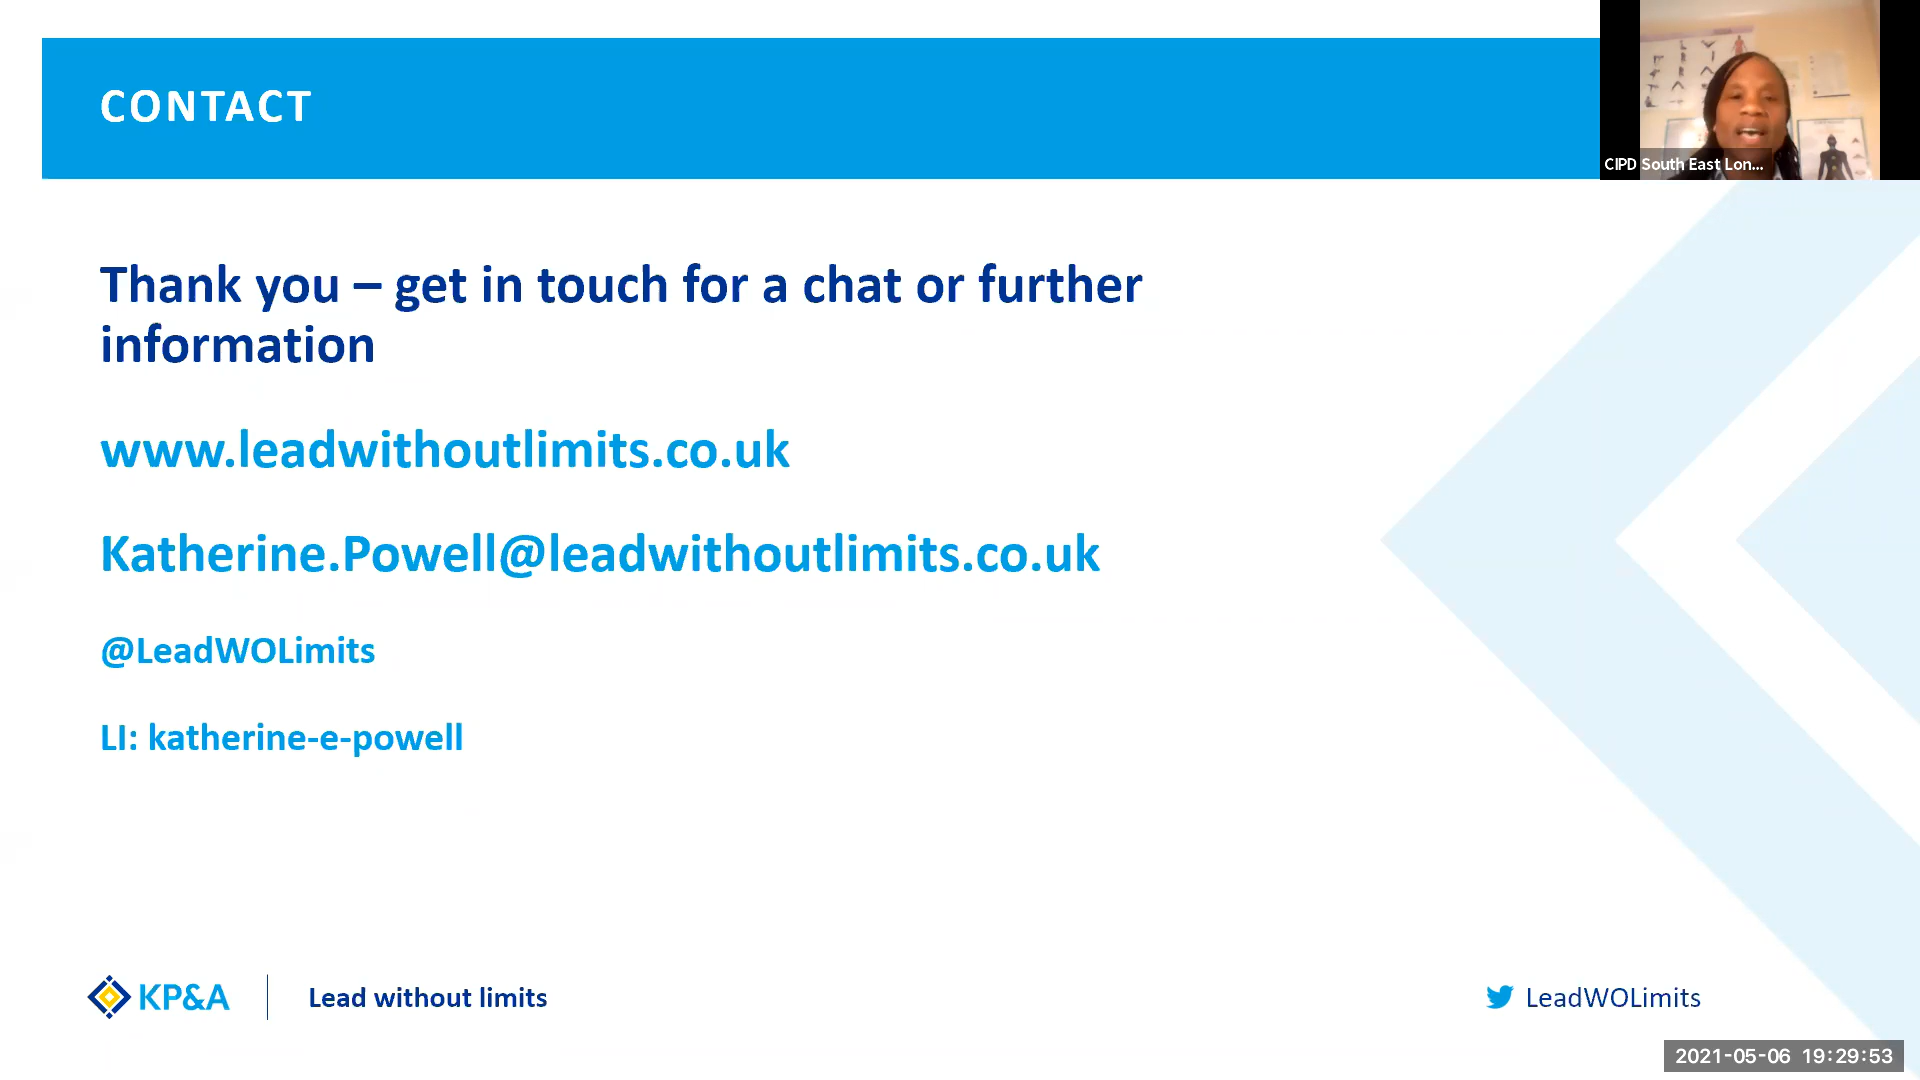 CONTACT
CIPD South East Lon...
Thank you – get in touch for a chat or further
information
www.leadwithoutlimits.co.uk
Katherine.Powell@leadwithoutlimits.co.uk
@LeadWOLimits
LI: katherine-e-powell
KP&A
Lead without limits
LeadWOLimits
2021-05-06 19:29:53